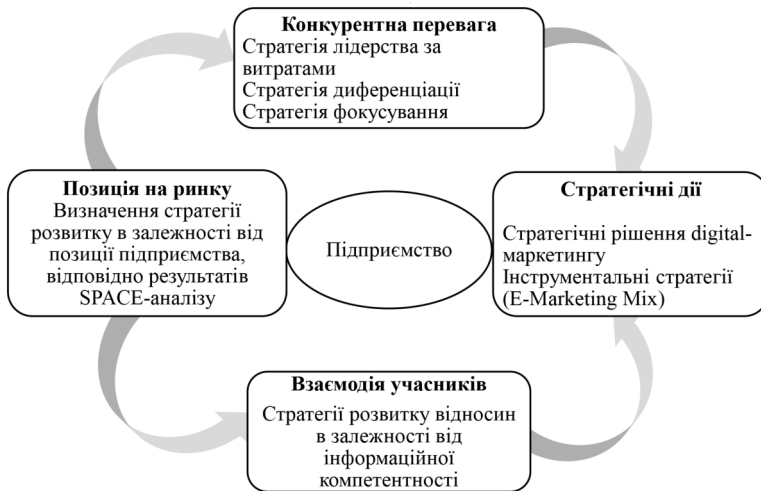 Конкурентна перевага
Стратегія лідерства за
витратами
Стратегія диференціації
Стратегія фокусування
Позиція на ринку
Визначення стратегії
розвитку в залежності від
позиції підприємства,
відповідно результатів
SPACE-аналізу
Підприємство
Стратегічні дії
Стратегічні рішення digital-
маркетингу
Інструментальні стратегії
(E-Marketing Mix)
Взаємодія учасників
Стратегії розвитку відносин
в залежності від
інформаційної
компетентності